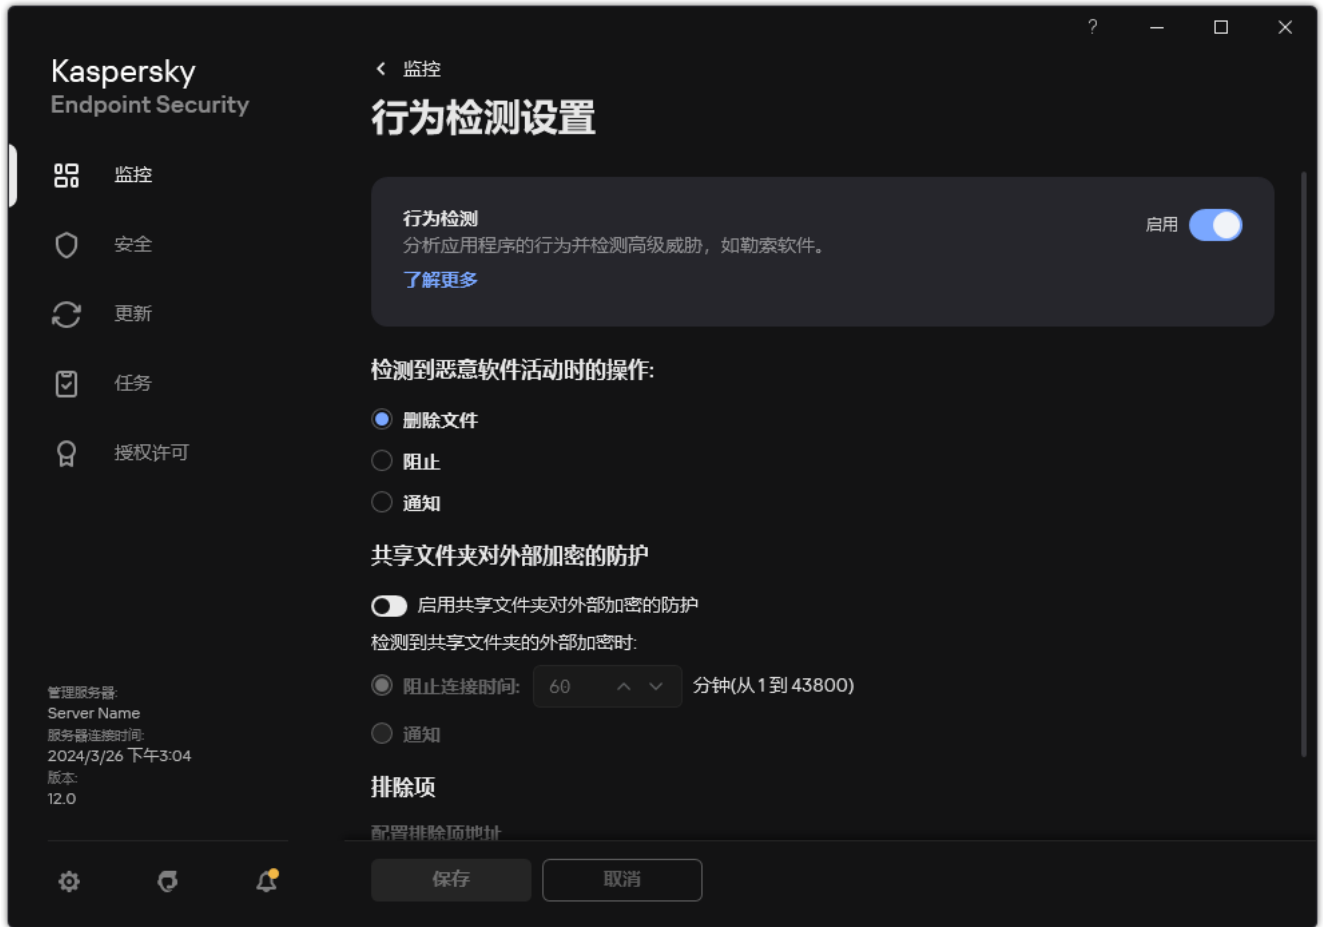 ?
Kaspersky
Endpoint Security
监控
安全
更新
任务
授权许可
管理服务器:
Server Name
服务器连接时间:
2024/3/26 下午3:04
版本:
12.0
监控
行为检测设置
行为检测
分析应用程序的行为并检测高级威胁，如勒索软件。
了解更多
启用
检测到恶意软件活动时的操作:
删除文件
阻止
通知
共享文件夹对外部加密的防护
启用共享文件夹对外部加密的防护
检测到共享文件夹的外部加密时:
阻止连接时间: 60 分钟(从 1 到 43800)
通知
排除项
配置排除项地址
保存
取消